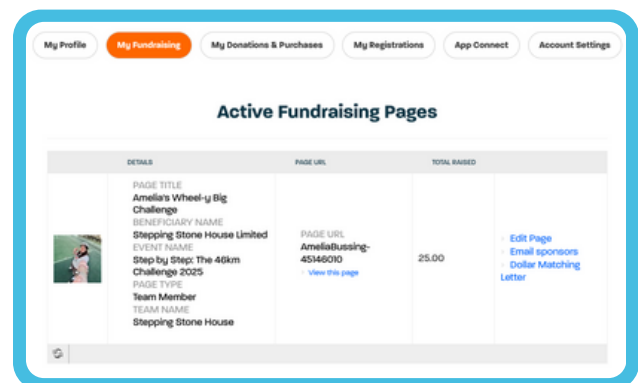 My Profile
My Fundraising
My Donations & Purchases
My Registrations
App Connect
Account Settings
Active Fundraising Pages
DETAILS
PAGE URL
TOTAL RAISED
PAGE TITLE
Amelia's Wheel-y Big
Challenge
BENEFICIARY NAME
Stepping Stone House Limited
EVENT NAME
Step by Step: The 46km
Challenge 2025
PAGE TYPE
Team Member
TEAM NAME
Stepping Stone House
PAGE URL
AmeliaBussing-
45146010
View this page
25.00
Edit Page
Email sponsors
Dollar Matching
Letter